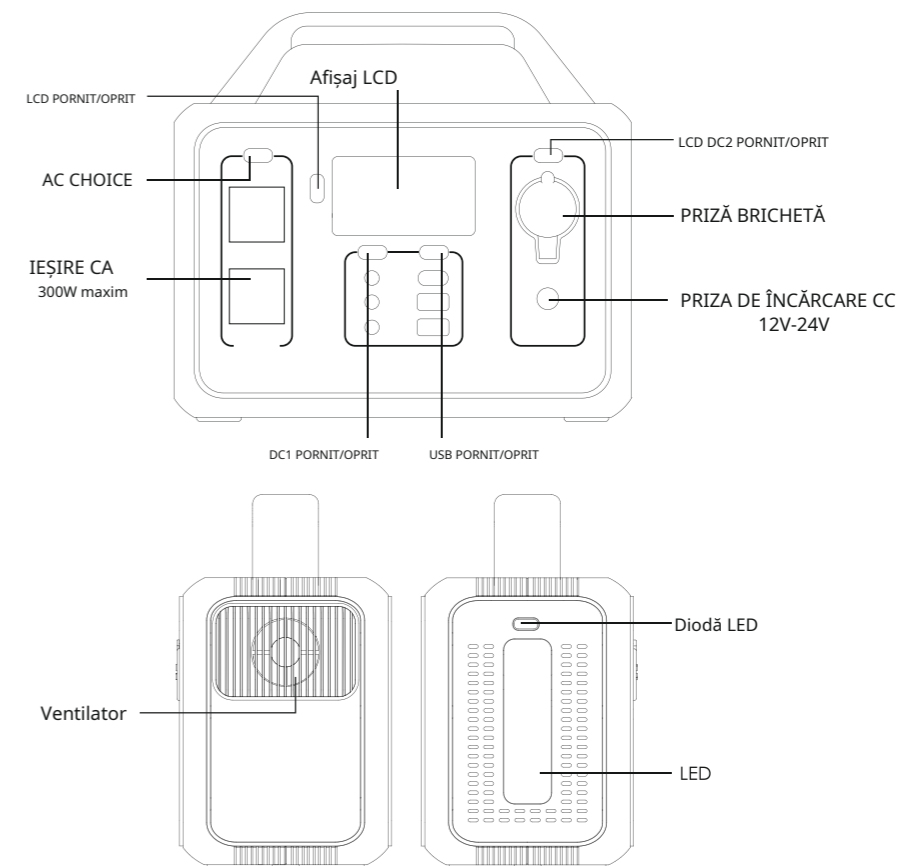 Afișaj LCD
LCD PORNIT/OPRIT
LCD DC2 PORNIT/OPRIT
AC CHOICE
PRIZĂ BRICHETĂ
IEȘIRE CA
300W maxim
PRIZA DE ÎNCĂRCARE CC
12V-24V
DC1 PORNIT/OPRIT
USB PORNIT/OPRIT
Diodă LED
Ventilator
LED